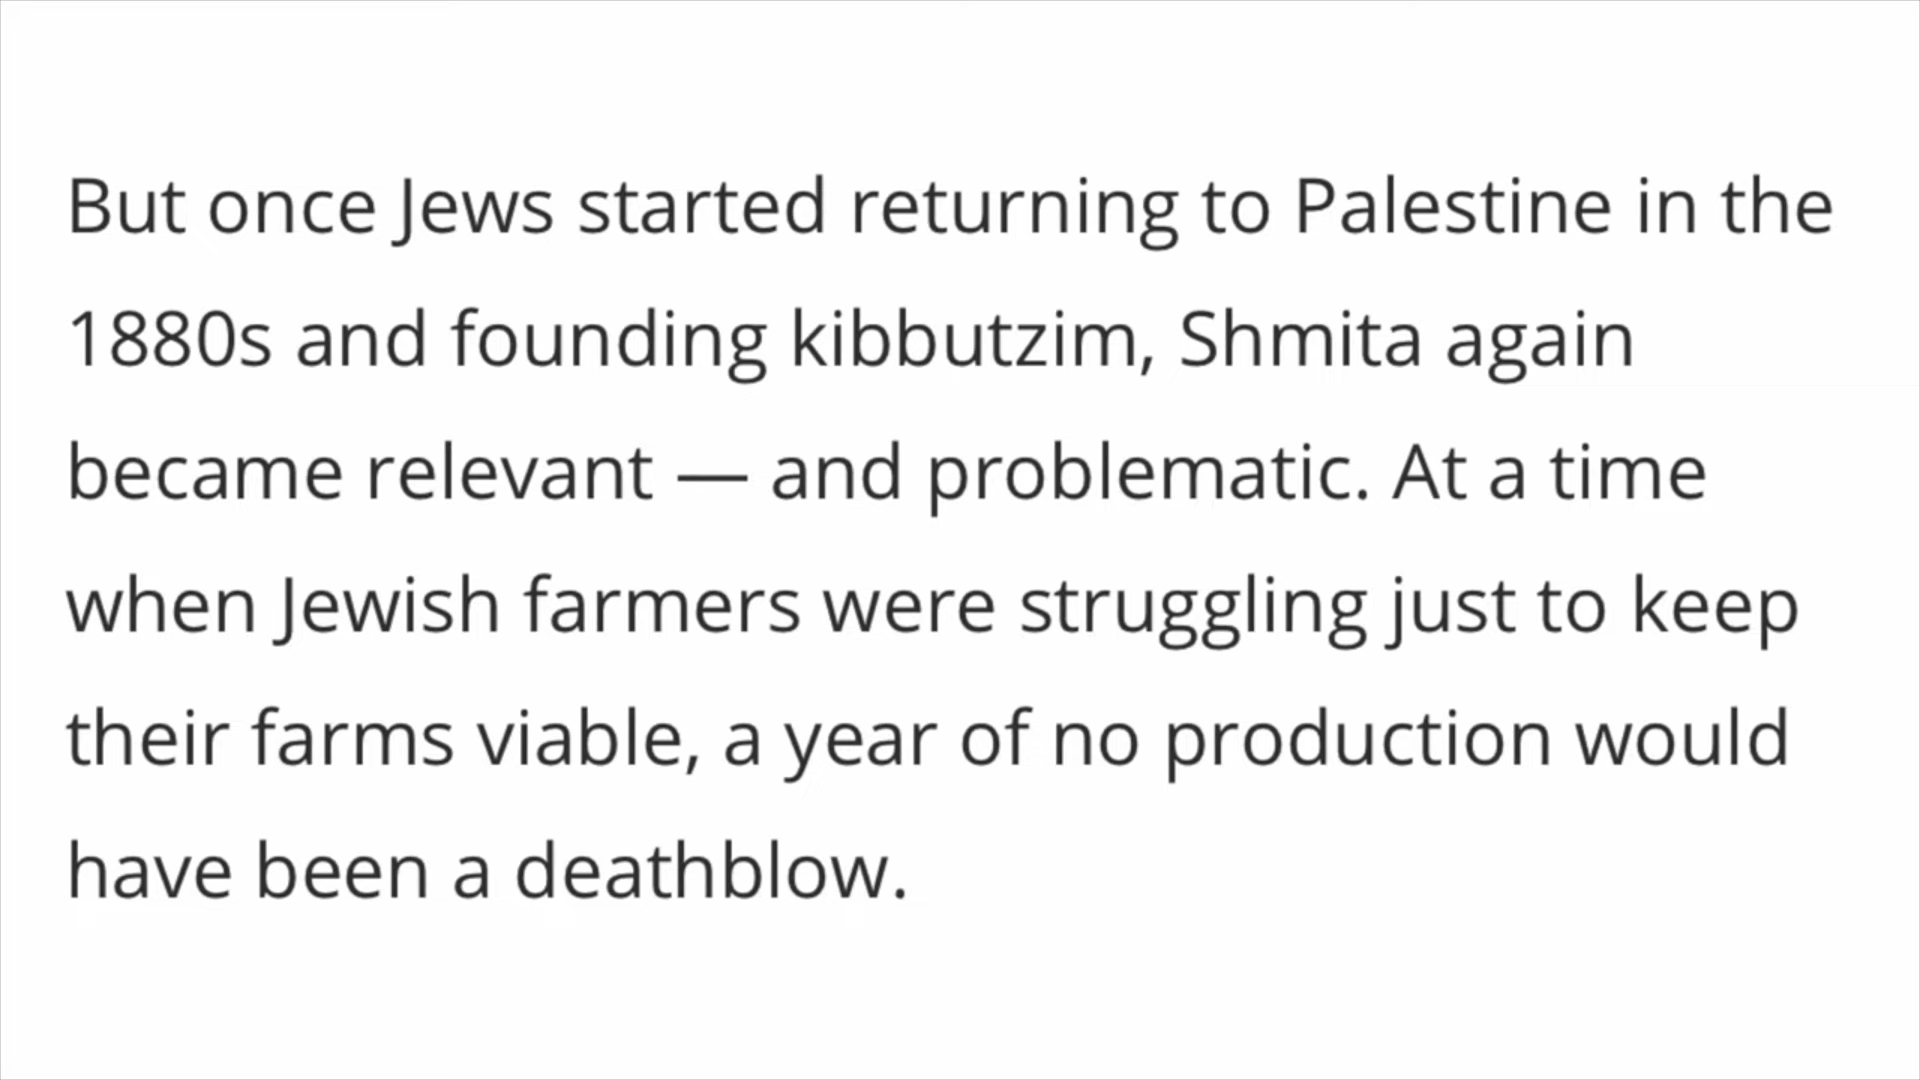 But once Jews started returning to Palestine in the
1880s and founding kibbutzim, Shmita again
became relevant — and problematic. At a time
when Jewish farmers were struggling just to keep
their farms viable, a year of no production would
have been a deathblow.